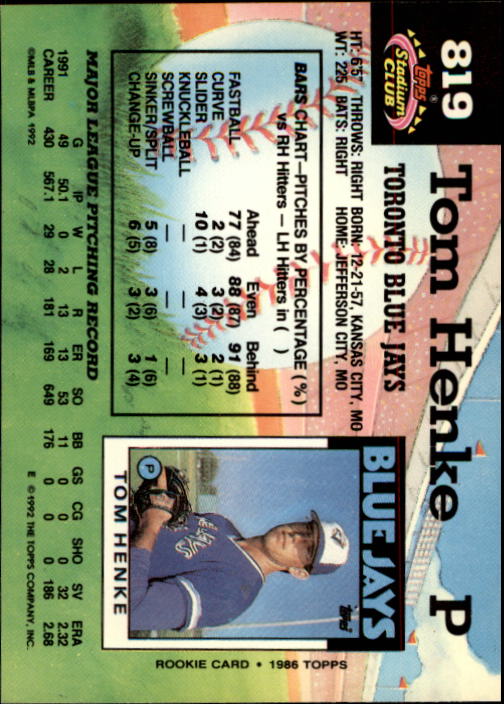 819
Topps®
Stadium
CLUB
Tom Henke P
TORONTO BLUE JAYS
HT: 6'5" THROWS: RIGHT BORN: 12-21-57, KANSAS CITY, MO
WT: 225 BATS: RIGHT HOME: JEFFERSON CITY, MO
BARS CHART—PITCHES BY PERCENTAGE (%)
vs RH Hitters — LH Hitters in ( )
Ahead Even Behind
FASTBALL 77 (84) 88 (87) 91 (88)
CURVE 2 (2) 3 (2) 2 (1)
SLIDER 10 (1) 4 (3) 3 (1)
KNUCKLEBALL — — —
SCREWBALL — — —
SINKER/SPLIT 5 (8) 3 (6) 1 (6)
CHANGE-UP 6 (5) 3 (2) 3 (4)
BLUE JAYS
Topps
P
TOM HENKE
ROOKIE CARD • 1986 TOPPS
MAJOR LEAGUE PITCHING RECORD
G IP W L R ER SO BB GS CG SHO SV ERA
1991 49 50.1 0 2 13 13 53 11 0 0 0 32 2.32
CAREER 430 567.1 29 28 181 169 649 176 0 0 0 186 2.68
©MLB & MLBPA 1992
E ©1992 THE TOPPS COMPANY, INC.